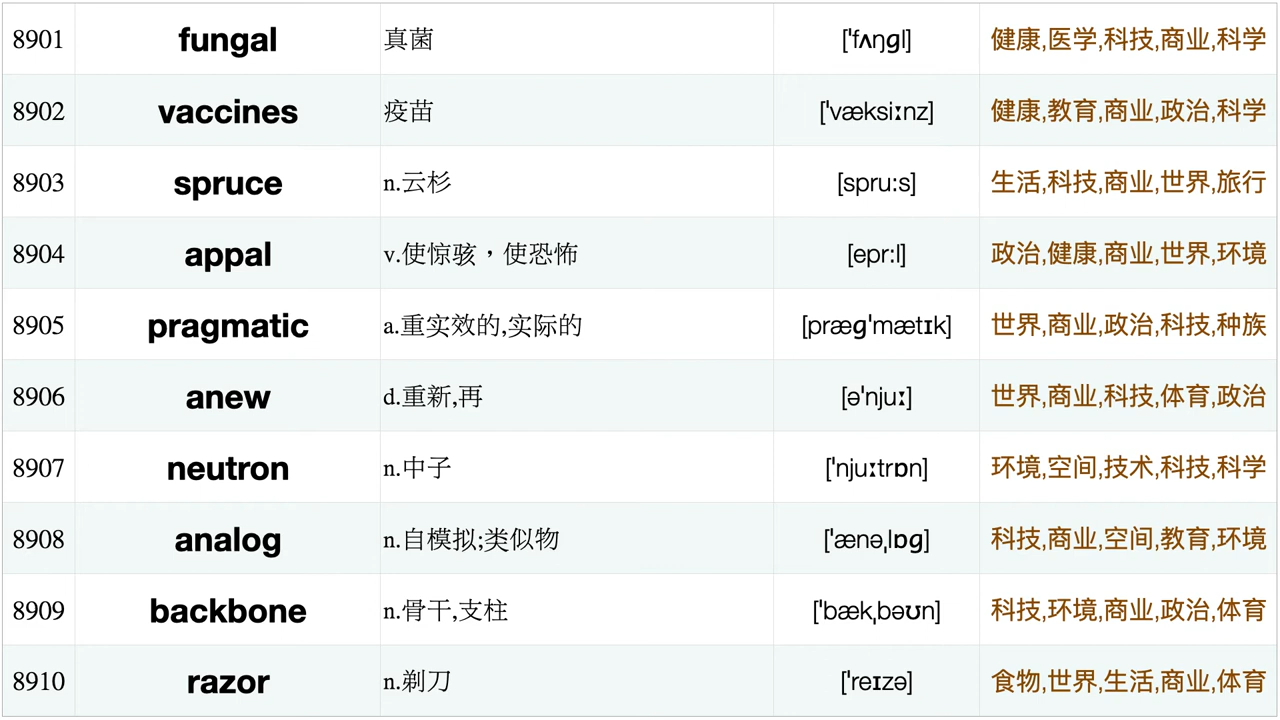 8901 fungal 真菌 [ˈfʌŋɡl] 健康,医学,科技,商业,科学
8902 vaccines 疫苗 [ˈvæksiːnz] 健康,教育,商业,政治,科学
8903 spruce n.云杉 [spru:s] 生活,科技,商业,世界,旅行
8904 appal v.使惊骇，使恐怖 [epr:l] 政治,健康,商业,世界,环境
8905 pragmatic a.重实效的,实际的 [præɡˈmætɪk] 世界,商业,政治,科技,种族
8906 anew d.重新,再 [əˈnjuː] 世界,商业,科技,体育,政治
8907 neutron n.中子 [ˈnjuːtrɒn] 环境,空间,技术,科技,科学
8908 analog n.自模拟;类似物 [ˈænəˌlɒɡ] 科技,商业,空间,教育,环境
8909 backbone n.骨干,支柱 [ˈbækˌbəʊn] 科技,环境,商业,政治,体育
8910 razor n.剃刀 [ˈreɪzə] 食物,世界,生活,商业,体育